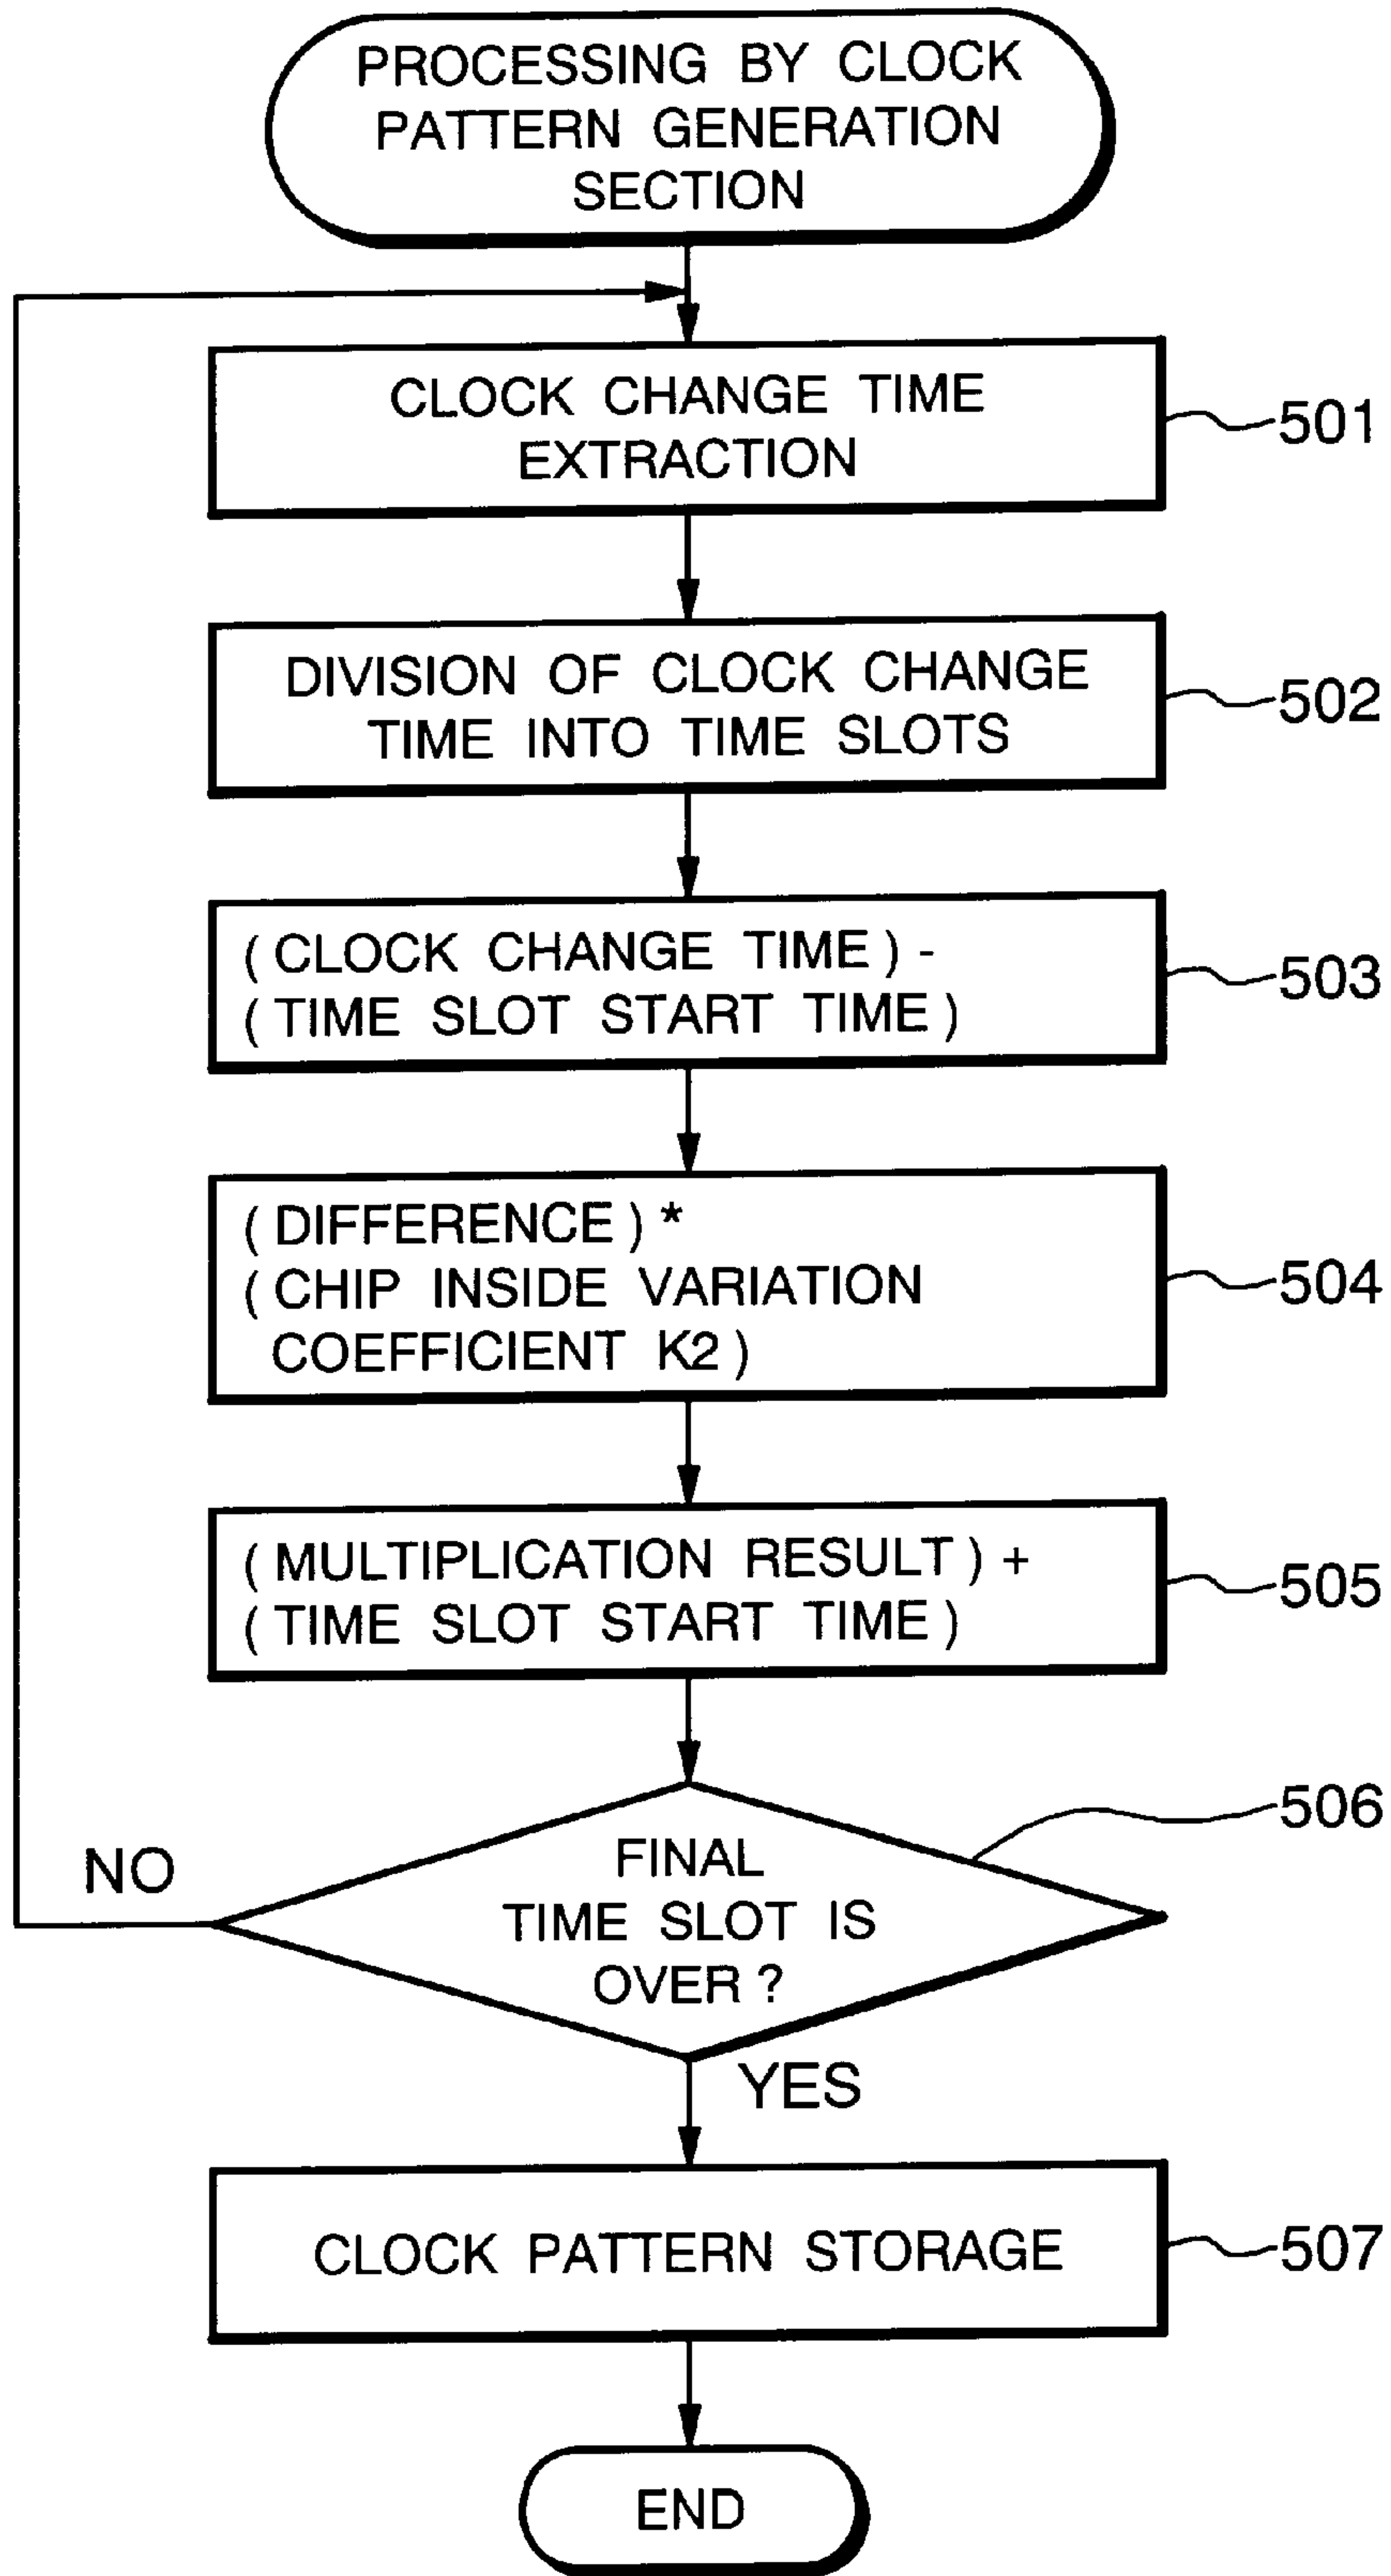 PROCESSING BY CLOCK
PATTERN GENERATION
SECTION
CLOCK CHANGE TIME
EXTRACTION
501
DIVISION OF CLOCK CHANGE
TIME INTO TIME SLOTS
502
(CLOCK CHANGE TIME) -
(TIME SLOT START TIME)
503
(DIFFERENCE) *
(CHIP INSIDE VARIATION
COEFFICIENT K2)
504
(MULTIPLICATION RESULT) +
(TIME SLOT START TIME)
505
506
NO
FINAL
TIME SLOT IS
OVER?
YES
CLOCK PATTERN STORAGE
507
END